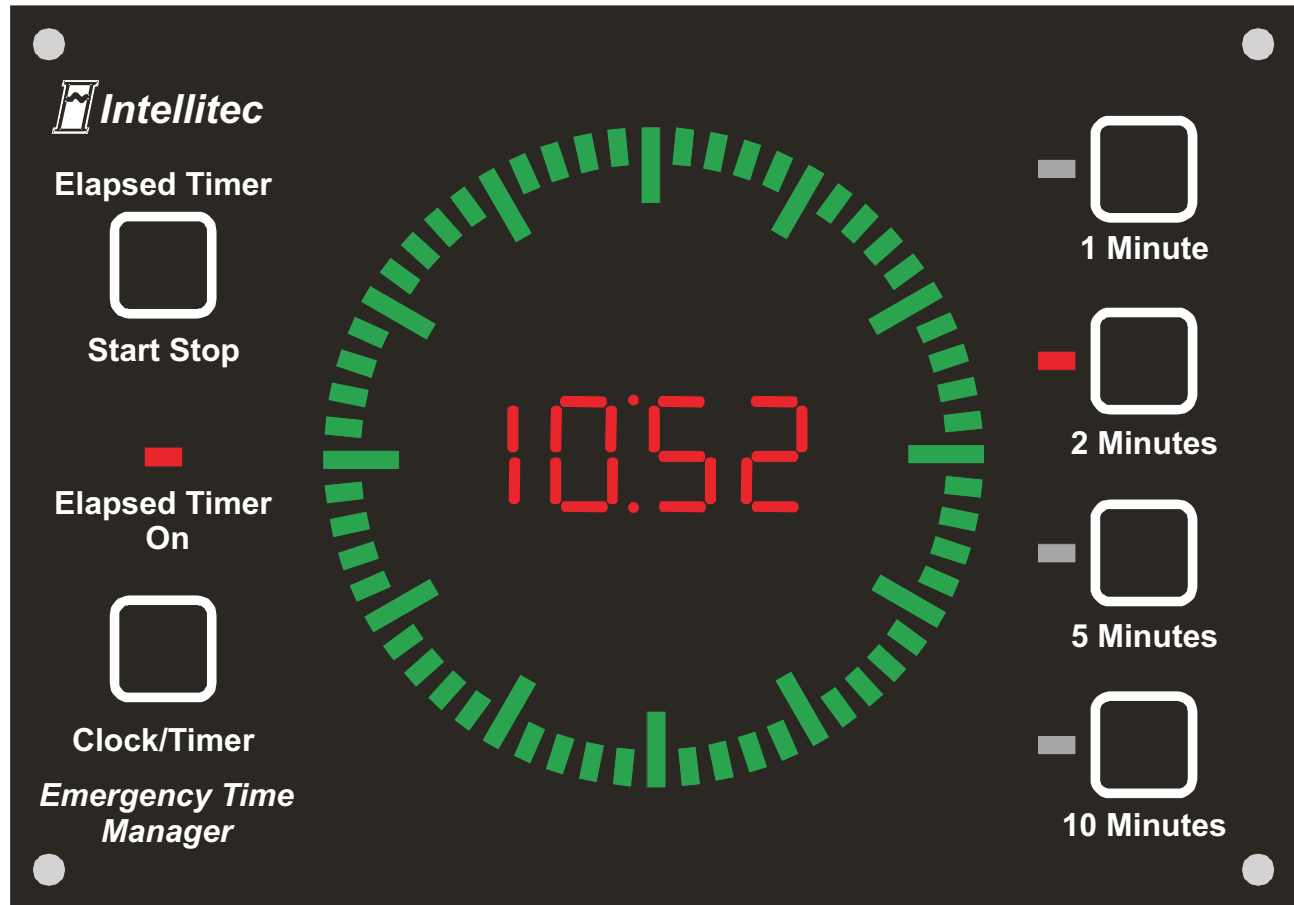 Intellitec
Elapsed Timer
Start Stop
Elapsed Timer
On
Clock/Timer
Emergency Time
Manager
10:52
1 Minute
2 Minutes
5 Minutes
10 Minutes